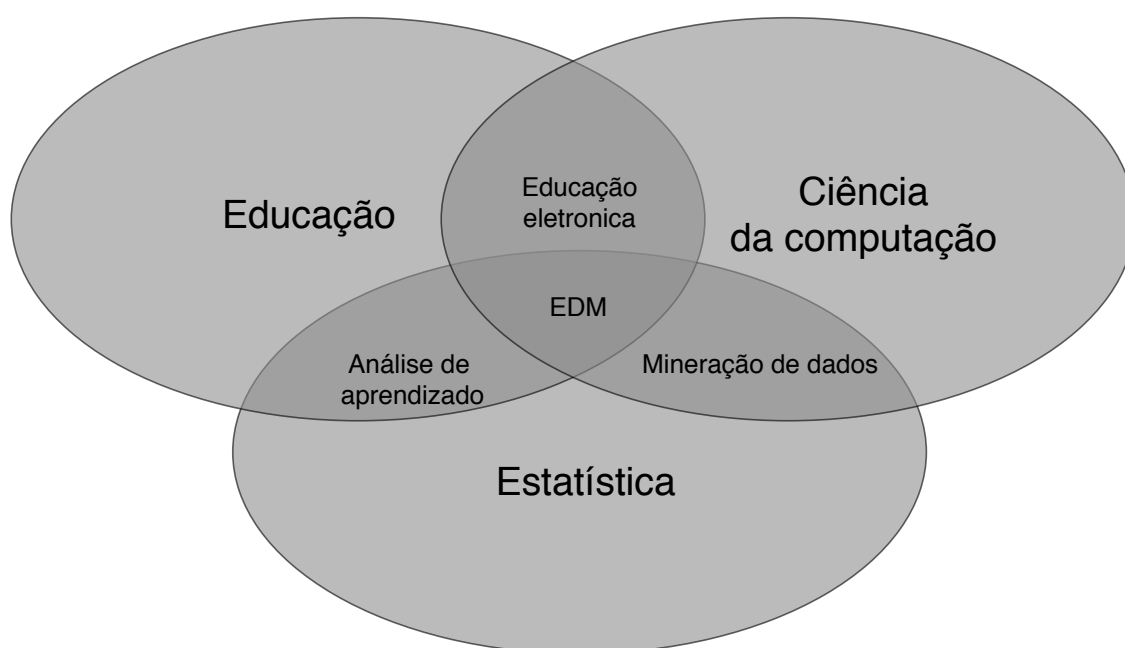 Educação
Educação
eletronica
Ciência
da computação
EDM
Análise de
aprendizado
Mineração de dados
Estatística